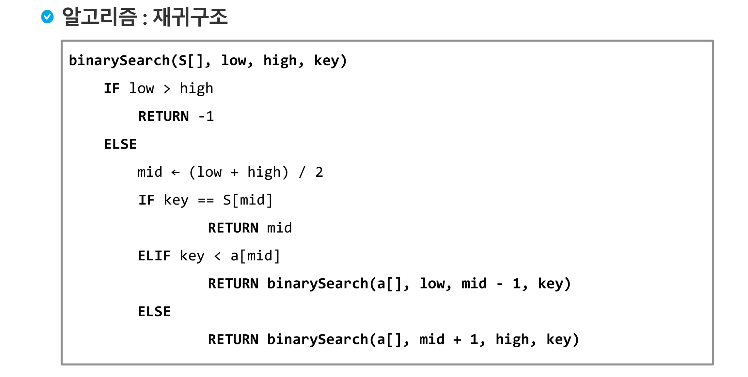 알고리즘 : 재귀구조
binarySearch(S[], low, high, key)
IF low > high
RETURN -1
ELSE
mid ← (low + high) / 2
IF key == S[mid]
RETURN mid
ELIF key < a[mid]
RETURN binarySearch(a[], low, mid - 1, key)
ELSE
RETURN binarySearch(a[], mid + 1, high, key)